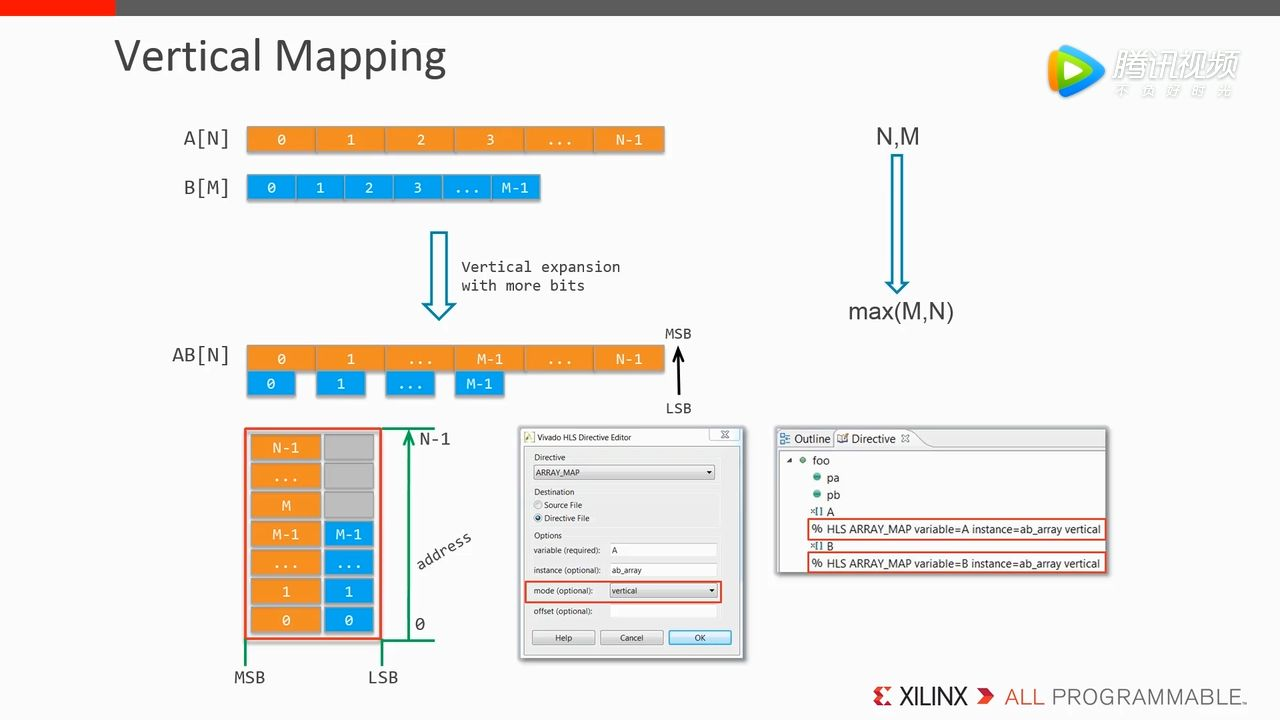 Vertical Mapping
腾讯视频
不负好时光
A[N] 0 1 2 3 ... N-1
B[M] 0 1 2 3 ... M-1
N,M
Vertical expansion
with more bits
max(M,N)
MSB
AB[N] 0 1 ... M-1 ... N-1
0 1 ... M-1
LSB
N-1
...
M
M-1 M-1
... ...
1 1
0 0
N-1
address
0
MSB LSB
Vivado HLS Directive Editor
Directive
ARRAY_MAP
Destination
Source File
Directive File
Options
variable (required): A
instance (optional): ab_array
mode (optional): vertical
offset (optional):
Help Cancel OK
Outline Directive
foo
pa
pb
×[] A
% HLS ARRAY_MAP variable=A instance=ab_array vertical
×[] B
% HLS ARRAY_MAP variable=B instance=ab_array vertical
XILINX ALL PROGRAMMABLE™